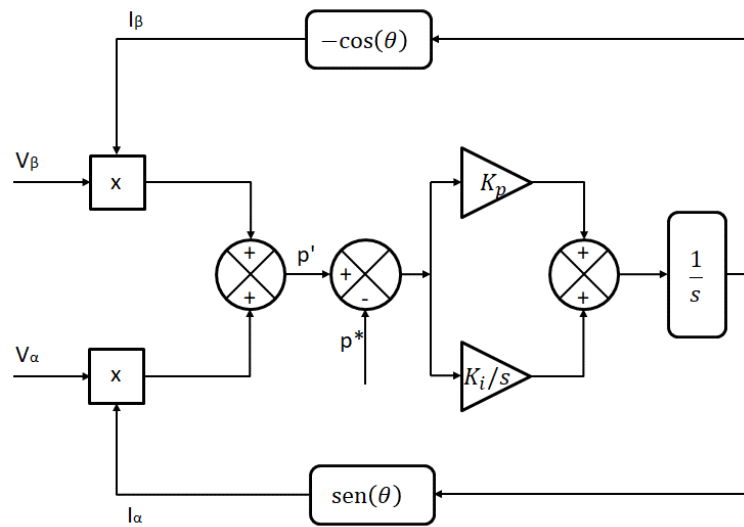 Iβ
−cos(θ)
Vβ
x
Kp
+
+
p'
+
-
+
+
1
s
p*
Vα
x
Ki/s
sen(θ)
Iα